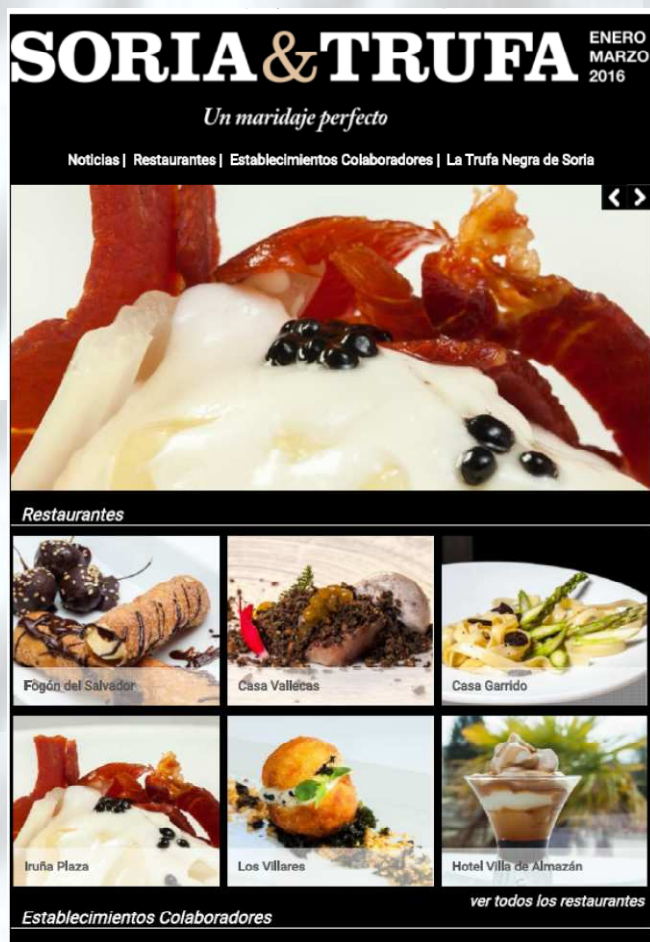 SORIA&TRUFA
ENERO
MARZO
2016
Un maridaje perfecto
Noticias | Restaurantes | Establecimientos Colaboradores | La Trufa Negra de Soria
Restaurantes
Fogón del Salvador
Casa Vallecas
Casa Garrido
Iruña Plaza
Los Villares
Hotel Villa de Almazán
ver todos los restaurantes
Establecimientos Colaboradores